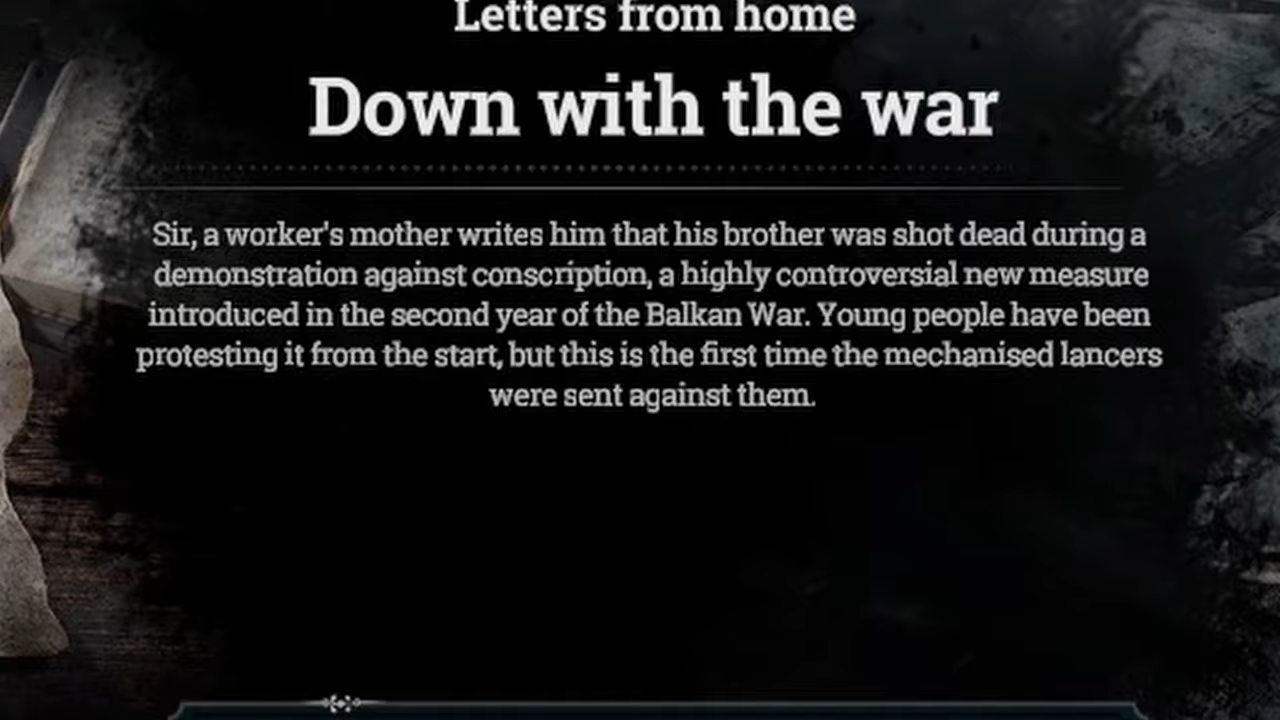 Letters from home
Down with the war
Sir, a worker's mother writes him that his brother was shot dead during a
demonstration against conscription, a highly controversial new measure
introduced in the second year of the Balkan War. Young people have been
protesting it from the start, but this is the first time the mechanised lancers
were sent against them.